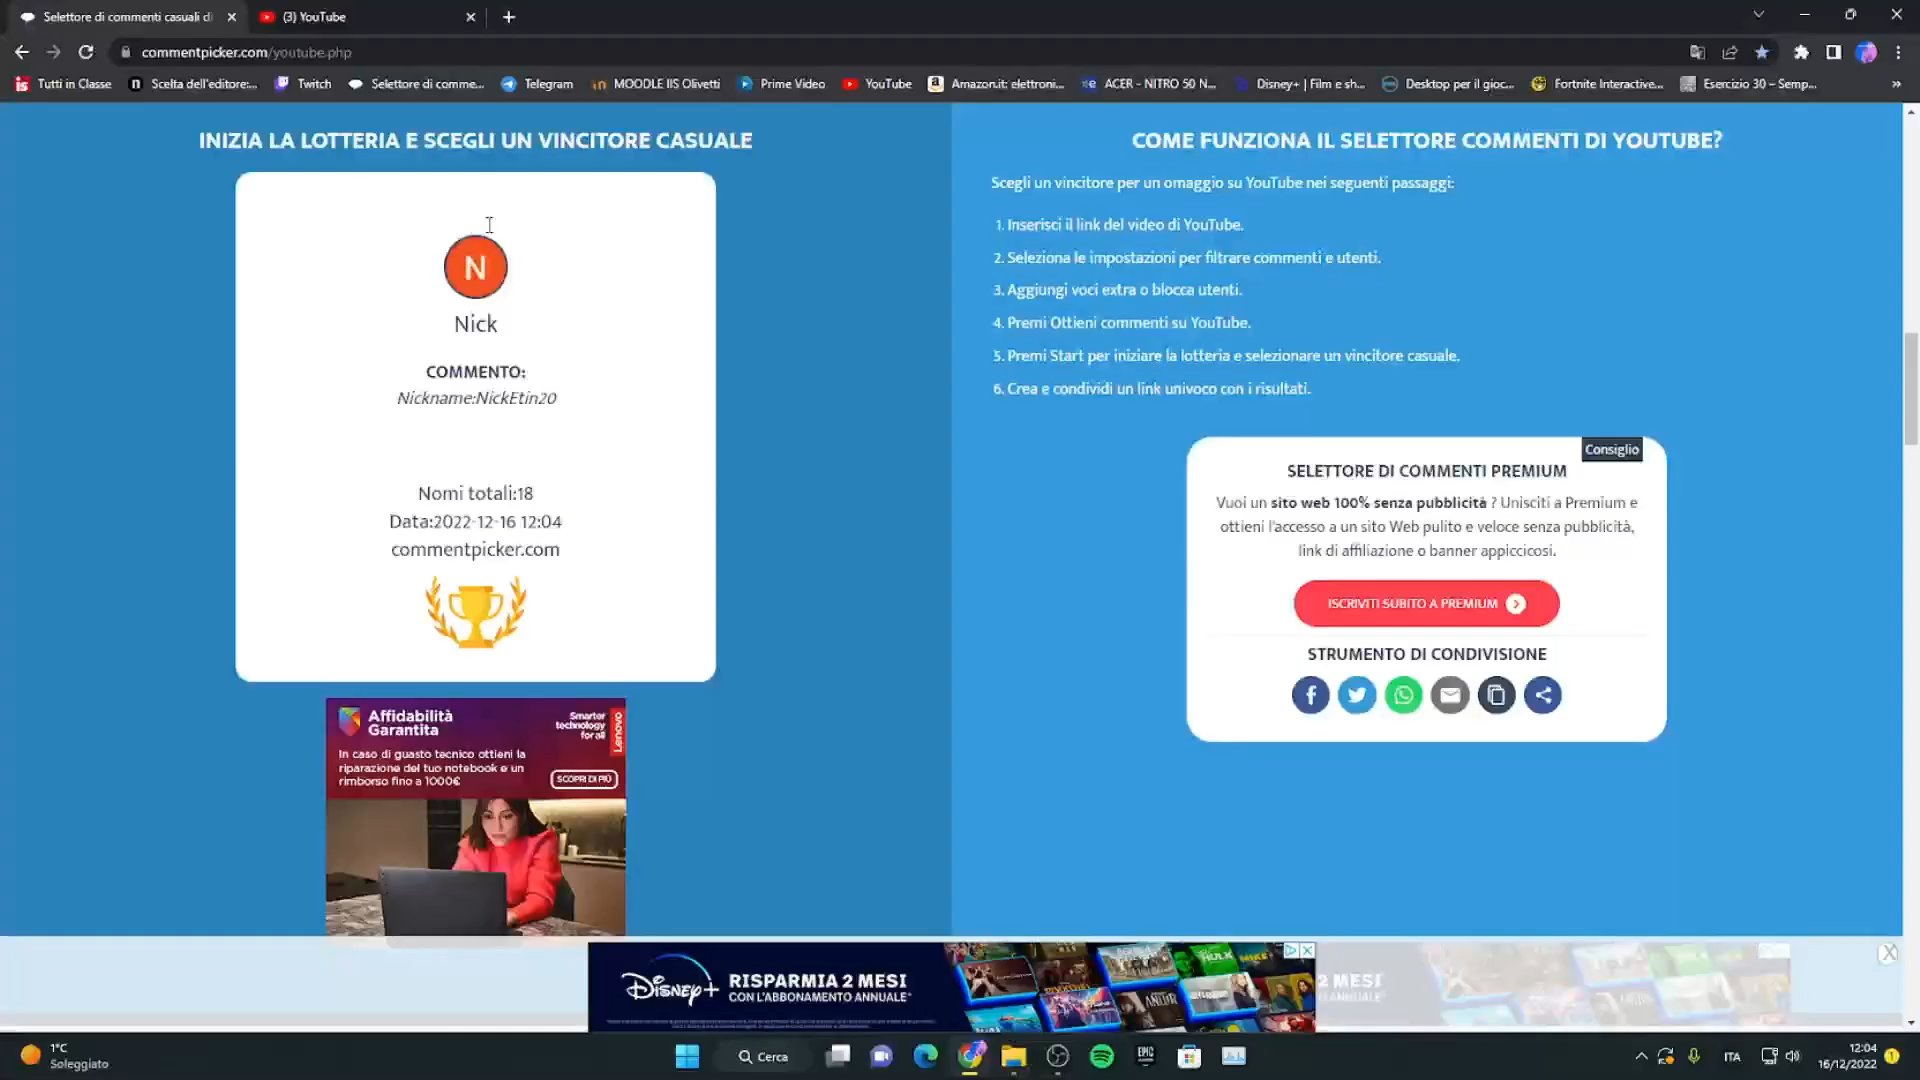 Selettore di commenti casuali di
(3) YouTube
commentpicker.com/youtube.php
Tutti in Classe
Scelta dell'editore:...
Twitch
Selettore di comme...
Telegram
MOODLE IIS Olivetti
Prime Video
YouTube
Amazon.it: elettroni...
ACER - NITRO 50 N...
Disney+ | Film e sh...
Desktop per il gioc...
Fortnite Interactive...
Esercizio 30 – Semp...
INIZIA LA LOTTERIA E SCEGLI UN VINCITORE CASUALE
N
Nick
COMMENTO:
Nickname:NickEtin20
Nomi totali:18
Data:2022-12-16 12:04
commentpicker.com
Affidabilità
Garantita
Smarter
technology
for all
Lenovo
In caso di guasto tecnico ottieni la
riparazione del tuo notebook e un
rimborso fino a 1000€
SCOPRI DI PIÙ
COME FUNZIONA IL SELETTORE COMMENTI DI YOUTUBE?
Scegli un vincitore per un omaggio su YouTube nei seguenti passaggi:
1. Inserisci il link del video di YouTube.
2. Seleziona le impostazioni per filtrare commenti e utenti.
3. Aggiungi voci extra o blocca utenti.
4. Premi Ottieni commenti su YouTube.
5. Premi Start per iniziare la lotteria e selezionare un vincitore casuale.
6. Crea e condividi un link univoco con i risultati.
Consiglio
SELETTORE DI COMMENTI PREMIUM
Vuoi un sito web 100% senza pubblicità ? Unisciti a Premium e
ottieni l'accesso a un sito Web pulito e veloce senza pubblicità,
link di affiliazione o banner appiccicosi.
ISCRIVITI SUBITO A PREMIUM
STRUMENTO DI CONDIVISIONE
Disney+
RISPARMIA 2 MESI
CON L'ABBONAMENTO ANNUALE*
HULK
MIKE
ANDOR
2 MESI
ANNUALE*
X
1°C
Soleggiato
Cerca
EPIC
ITA
12:04
16/12/2022
1